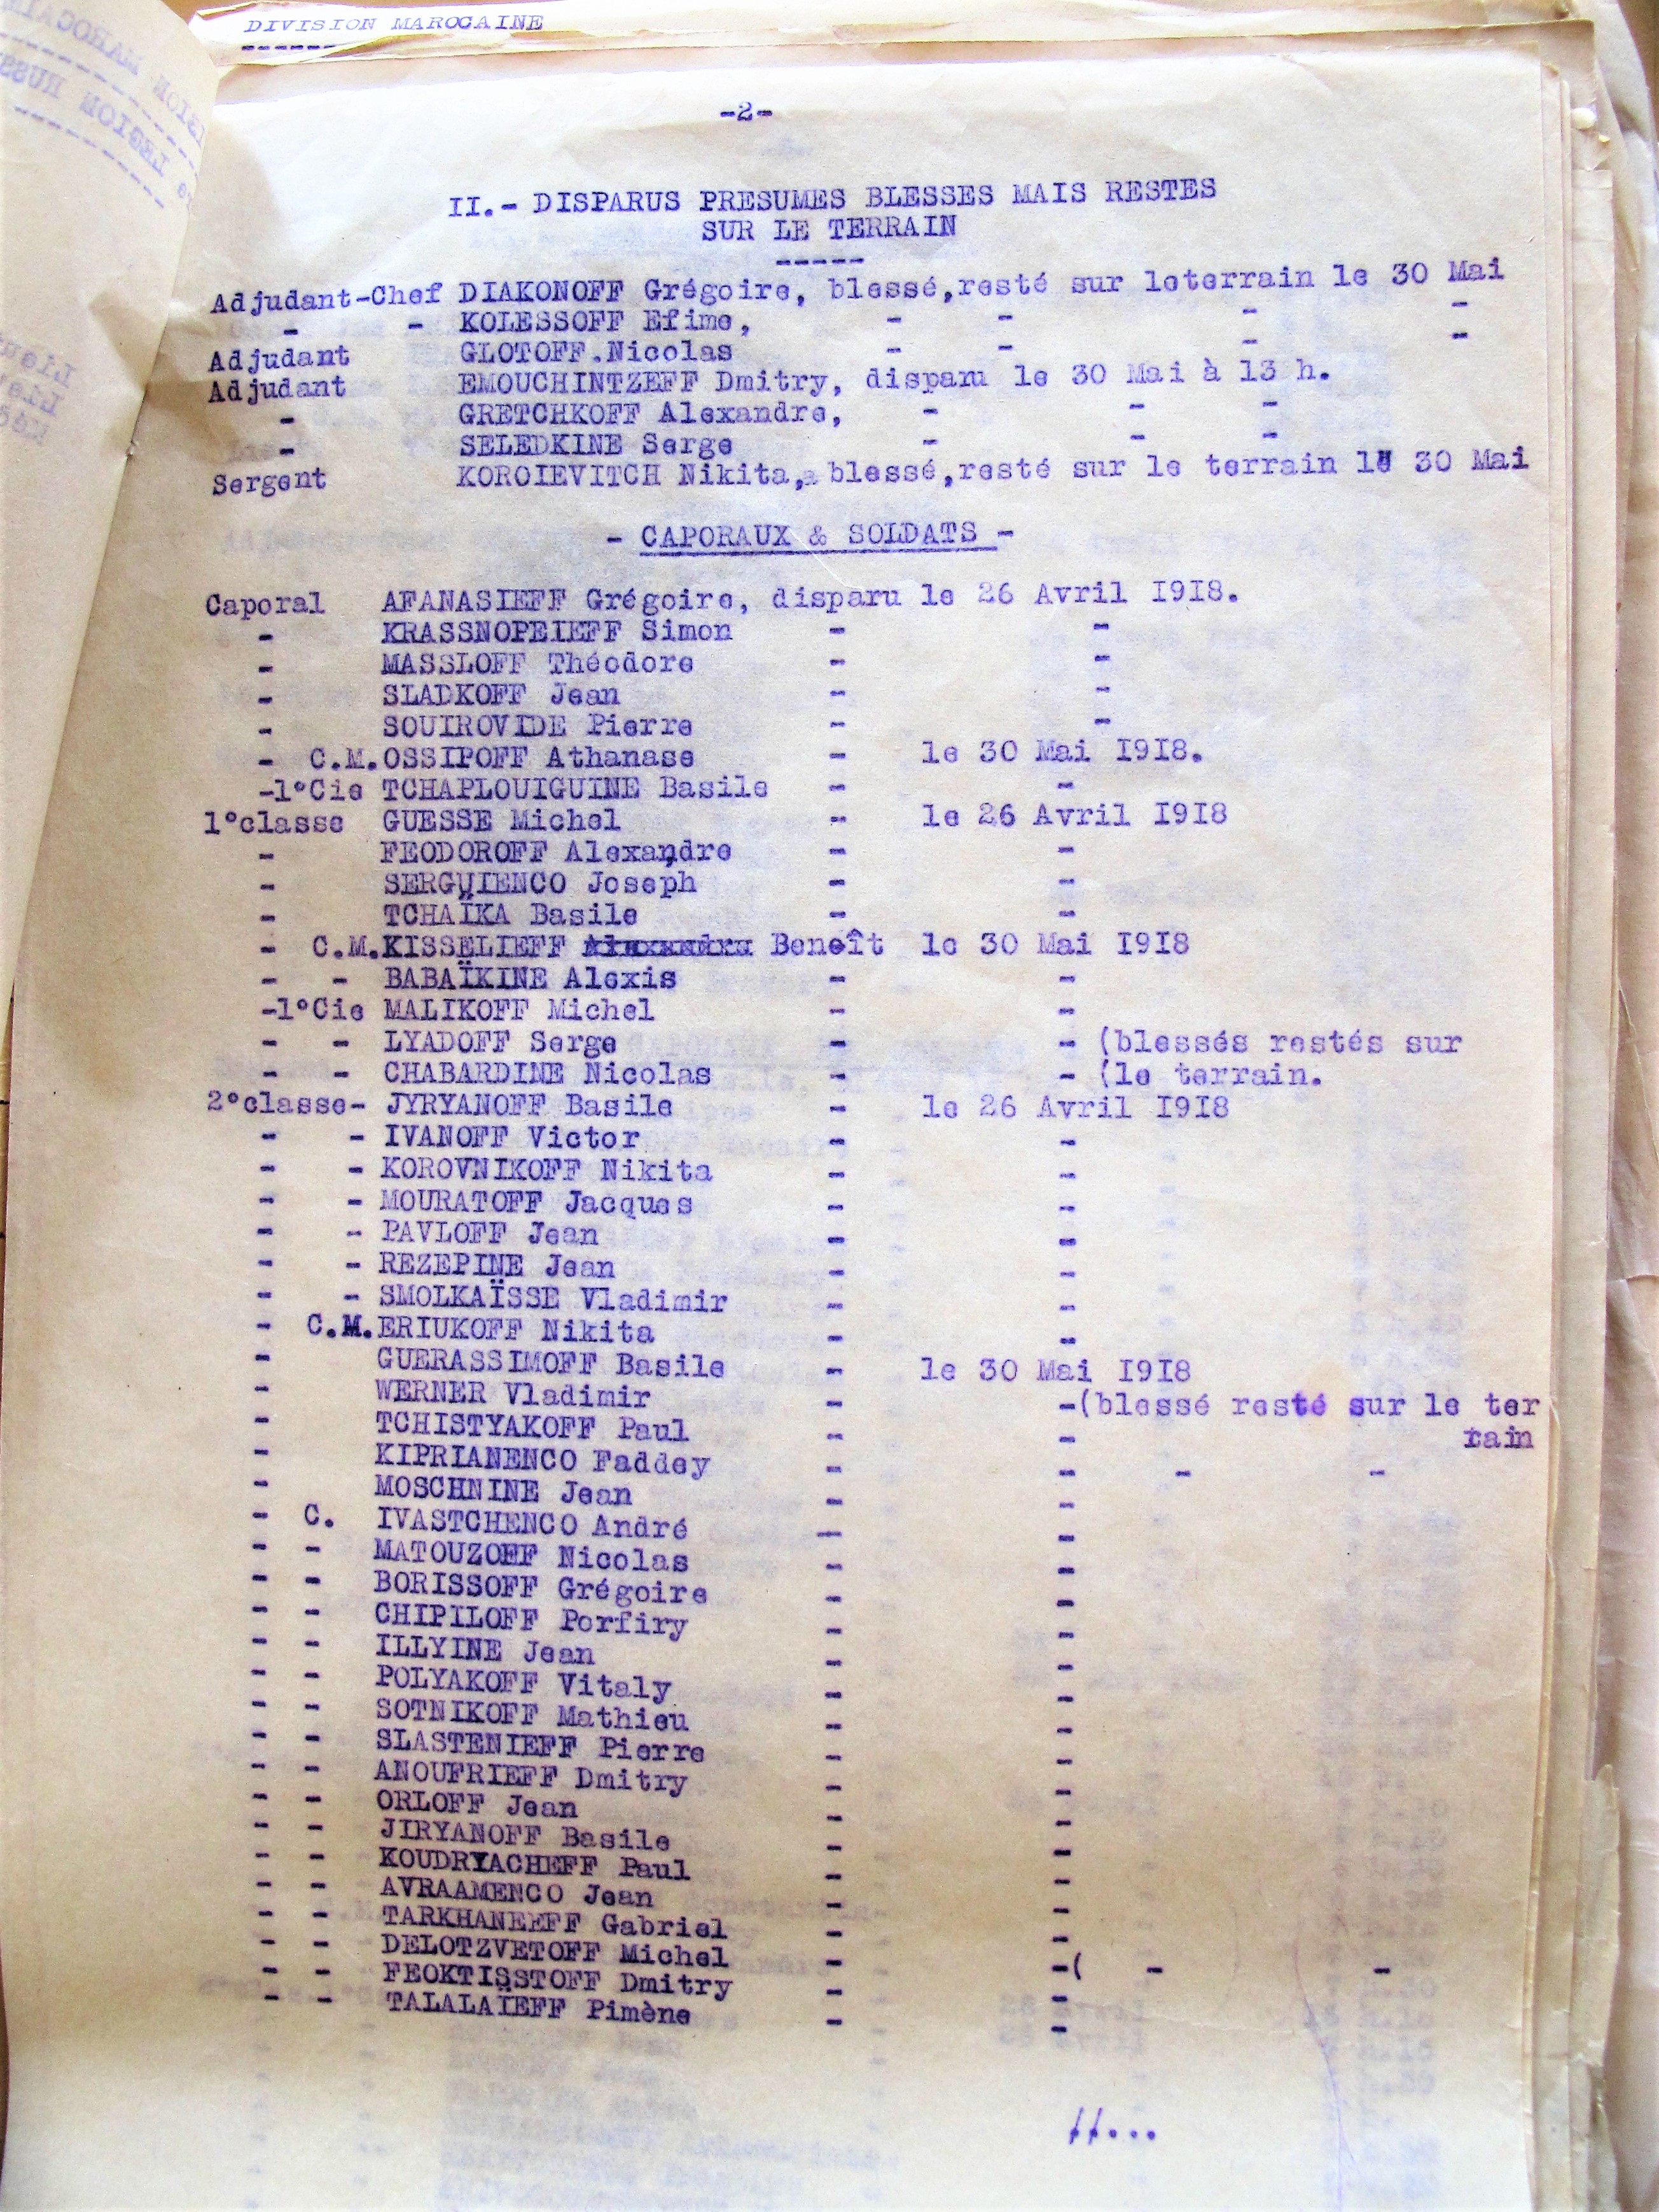 DIVISION MAROCAINE
-2-
II.- DISPARUS PRESUMES BLESSES MAIS RESTES
SUR LE TERRAIN
-----
Adjudant-Chef DIAKONOFF Grégoire, blessé,resté sur leterrain le 30 Mai
- - KOLESSOFF Efime, - - - -
Adjudant GLOTOFF.Nicolas - - - -
Adjudant EMOUCHINTZEFF Dmitry, disparu le 30 Mai à 13 h.
- GRETCHKOFF Alexandre, - - -
- SELEDKINE Serge - - -
Sergent KOROIEVITCH Nikita, blessé,resté sur le terrain le 30 Mai
- CAPORAUX & SOLDATS -
Caporal AFANASIEFF Grégoire, disparu le 26 Avril I9I8.
- KRASSNOPEIEFF Simon - -
- MASSLOFF Théodore - -
- SLADKOFF Jean - -
- SOUIROVIDE Pierre - -
- C.M.OSSIPOFF Athanase - le 30 Mai I9I8.
-1°Cie TCHAPLOUIGUINE Basile - -
1°classe GUESSE Michel - le 26 Avril I9I8
- FEODOROFF Alexandre - -
- SERGUIENCO Joseph - -
- TCHAÏKA Basile - -
- C.M.KISSELIEFF Alexandre Benoît le 30 Mai I9I8
- - BABAÏKINE Alexis - -
-1°Cie MALIKOFF Michel - -
- - LYADOFF Serge - - (blessés restés sur
- - CHABARDINE Nicolas - - (le terrain.
2°classe- JYRYANOFF Basile - le 26 Avril I9I8
- - IVANOFF Victor - -
- - KOROVNIKOFF Nikita - -
- - MOURATOFF Jacques - -
- - PAVLOFF Jean - -
- - REZEPINE Jean - -
- - SMOLKAÏSSE Vladimir - -
- C.M.ERIUKOFF Nikita - -
- GUERASSIMOFF Basile - le 30 Mai I9I8
- WERNER Vladimir - -(blessé resté sur le ter
rain
- TCHISTYAKOFF Paul - -
- KIPRIANENCO Faddey - - - -
- MOSCHNINE Jean - -
- C. IVASTCHENCO André - -
- - MATOUZOFF Nicolas - -
- - BORISSOFF Grégoire - -
- - CHIPILOFF Porfiry - -
- - ILLYINE Jean - -
- - POLYAKOFF Vitaly - -
- - SOTNIKOFF Mathieu - -
- - SLASTENIEFF Pierre - -
- - ANOUFRIEFF Dmitry - -
- - ORLOFF Jean - -
- - JIRYANOFF Basile - -
- - KOUDRYACHEFF Paul - -
- - AVRAAMENCO Jean - -
- - TARKHANEEFF Gabriel - -
- - DELOTZVETOFF Michel - -( - -
- - FEOKTISSTOFF Dmitry - -
- - TALALAÏEFF Pimène - -
//...